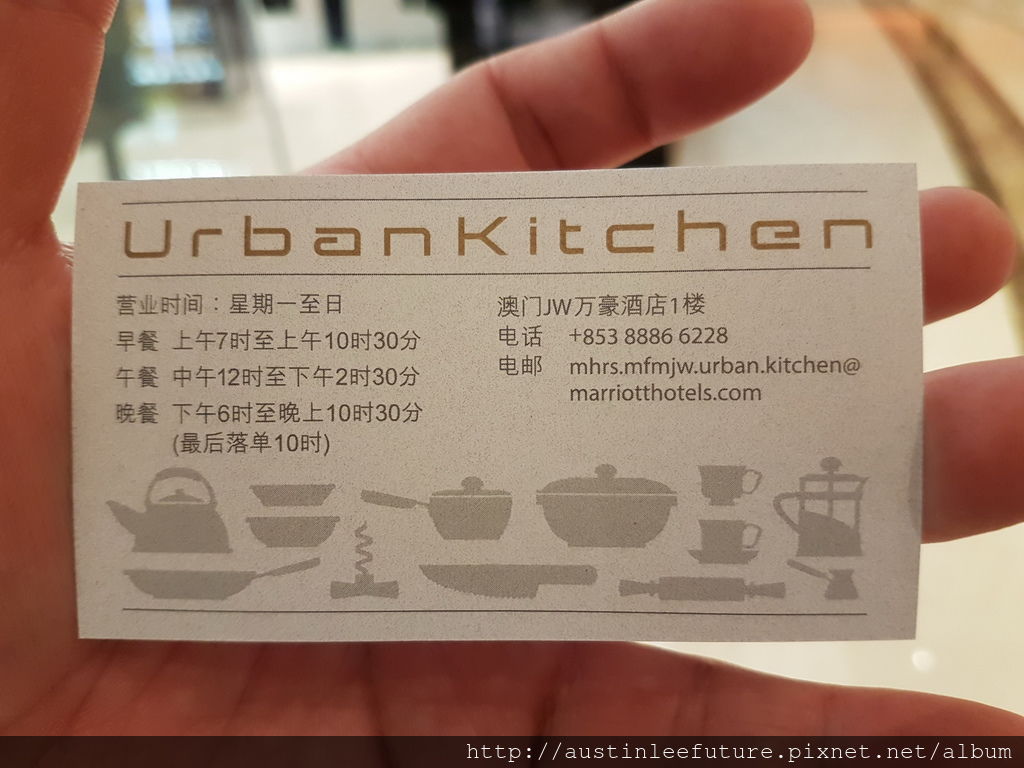 UrbanKitchen
营业时间：星期一至日
早餐 上午7时至上午10时30分
午餐 中午12时至下午2时30分
晚餐 下午6时至晚上10时30分
(最后落单10时)
澳门JW万豪酒店1楼
电话 +853 8886 6228
电邮 mhrs.mfmjw.urban.kitchen@
marriotthotels.com
http://austinleefuture.pixnet.net/album